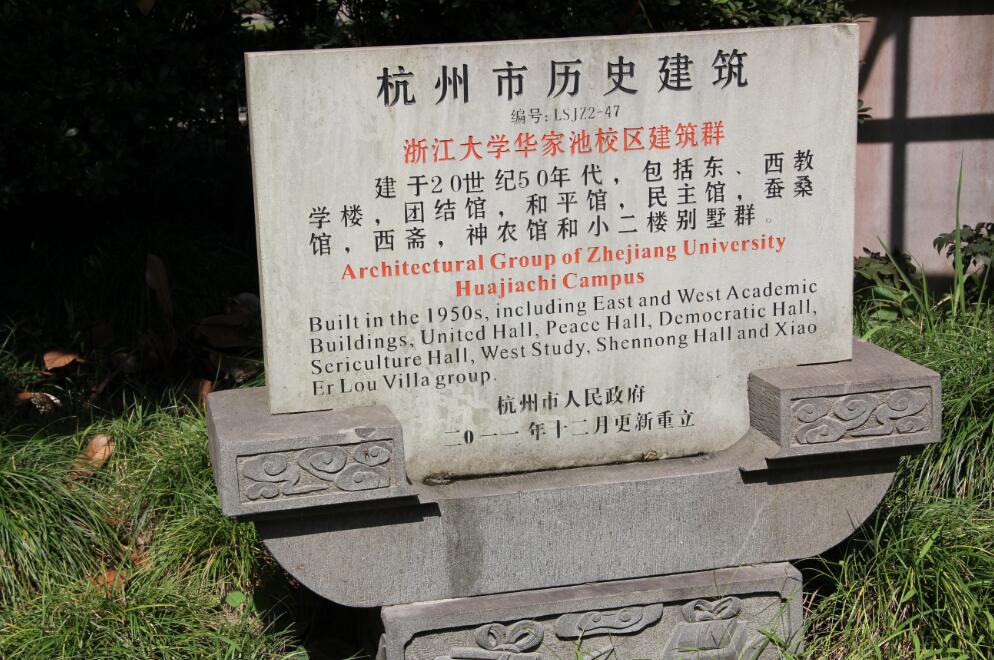 杭州市历史建筑
编号:LSJZ2-47
浙江大学华家池校区建筑群
建于20世纪50年代，包括东、西教
学楼，团结馆，和平馆，民主馆，蚕桑
馆，西斋，神农馆和小二楼别墅群。
Architectural Group of Zhejiang University
Huajiachi Campus
Built in the 1950s, including East and West Academic
Buildings, United Hall, Peace Hall, Democratic Hall,
Sericulture Hall, West Study, Shennong Hall and Xiao
Er Lou Villa group.
杭州市人民政府
二0一一年十二月更新重立